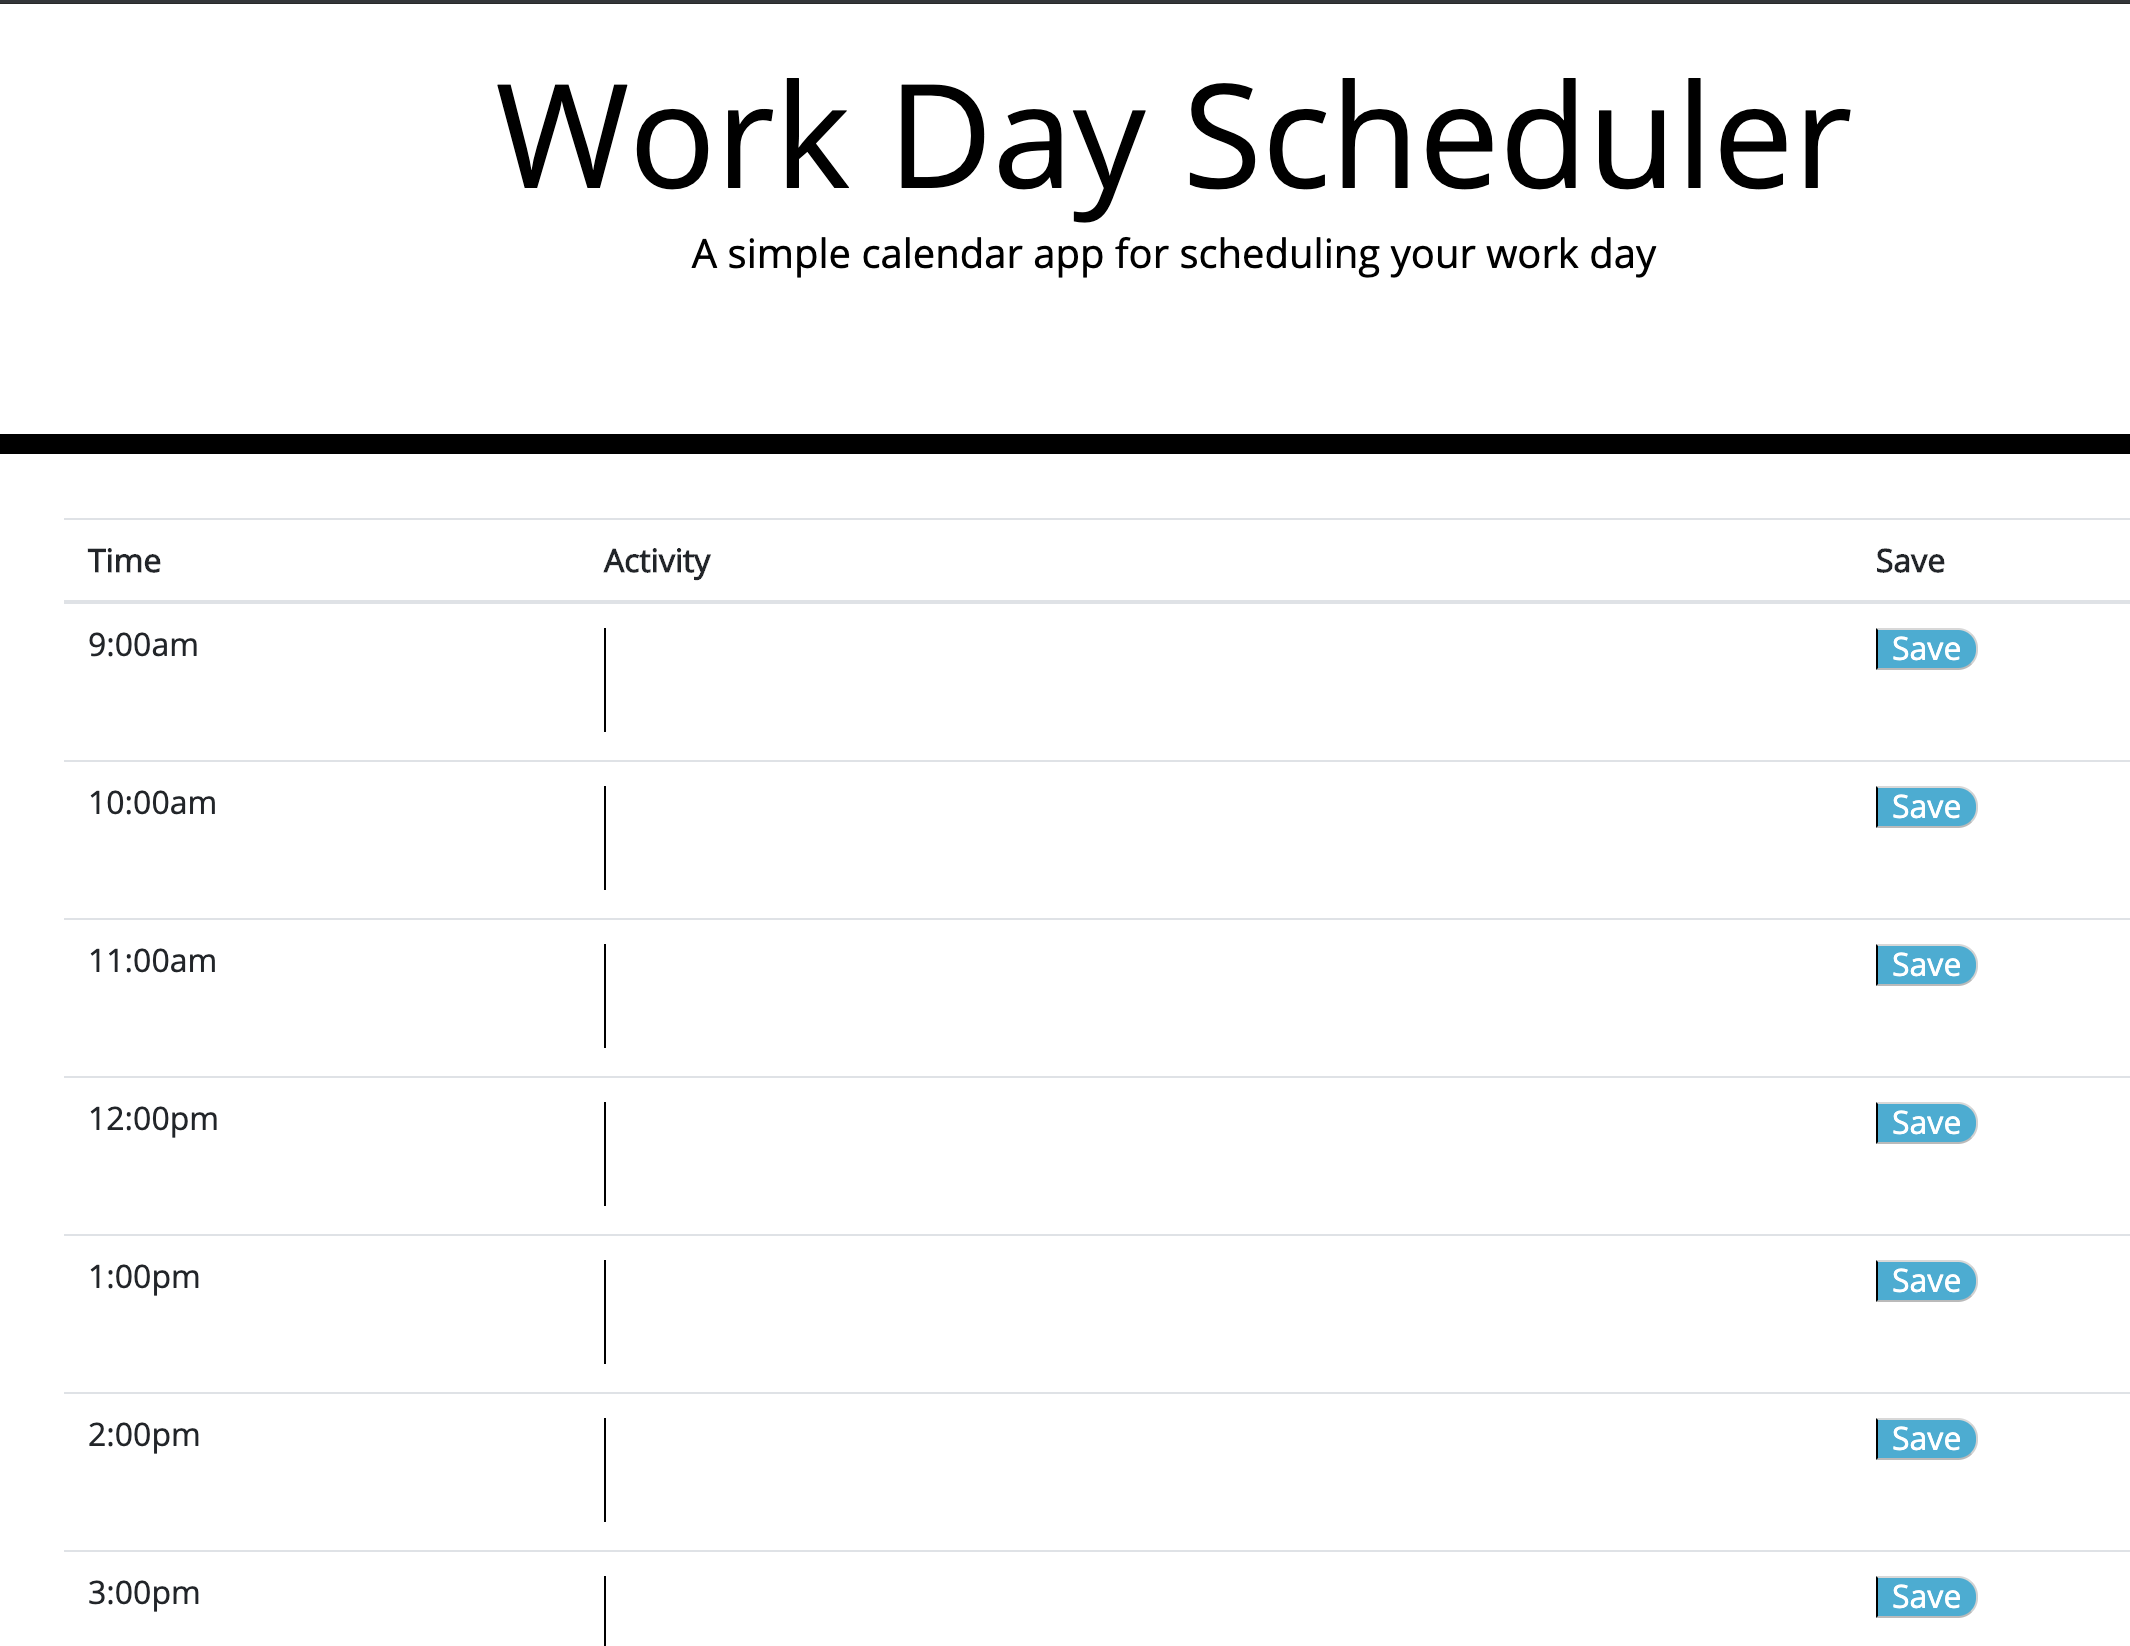 Work Day Scheduler
A simple calendar app for scheduling your work day
Time Activity Save
9:00am Save
10:00am Save
11:00am Save
12:00pm Save
1:00pm Save
2:00pm Save
3:00pm Save